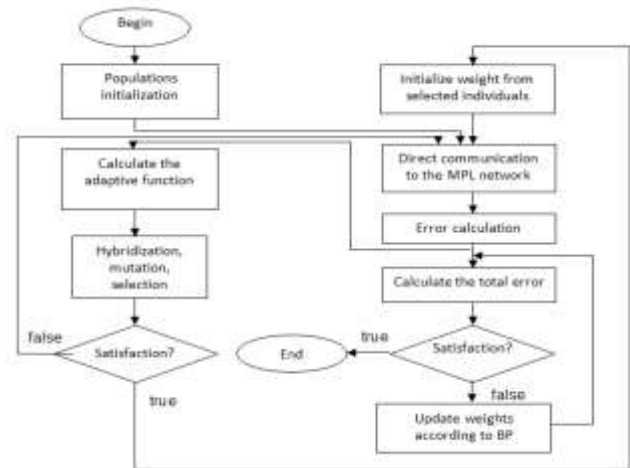 Begin
Populations
initialization
Initialize weight from
selected individuals
Calculate the
adaptive function
Direct communication
to the MPL network
Error calculation
Hybridization,
mutation,
selection
Calculate the total error
false
Satisfaction?
true
End
true
Satisfaction?
false
Update weights
according to BP